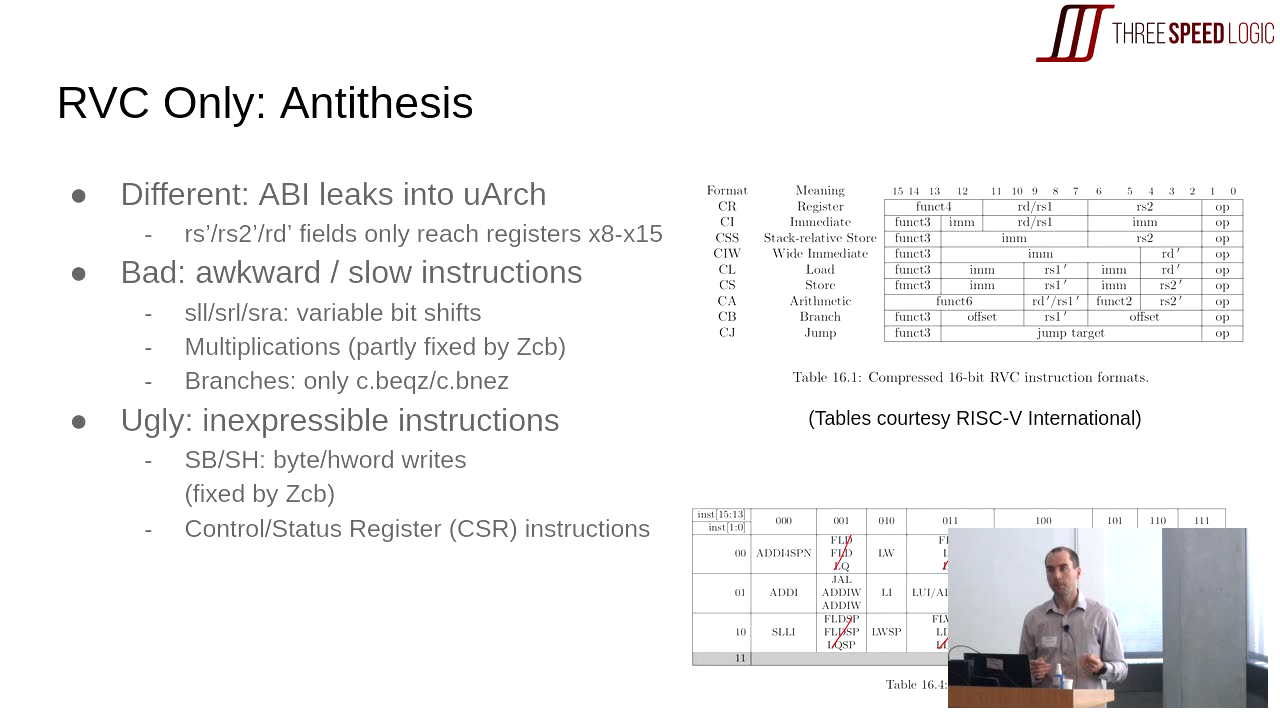 THREE SPEED LOGIC
RVC Only: Antithesis
● Different: ABI leaks into uArch
- rs’/rs2’/rd’ fields only reach registers x8-x15
● Bad: awkward / slow instructions
- sll/srl/sra: variable bit shifts
- Multiplications (partly fixed by Zcb)
- Branches: only c.beqz/c.bnez
● Ugly: inexpressible instructions
- SB/SH: byte/hword writes
(fixed by Zcb)
- Control/Status Register (CSR) instructions
Format Meaning 15 14 13 12 11 10 9 8 7 6 5 4 3 2 1 0
CR Register funct4 rd/rs1 rs2 op
CI Immediate funct3 imm rd/rs1 imm op
CSS Stack-relative Store funct3 imm rs2 op
CIW Wide Immediate funct3 imm rd′ op
CL Load funct3 imm rs1′ imm rd′ op
CS Store funct3 imm rs1′ imm rs2′ op
CA Arithmetic funct6 rd′/rs1′ funct2 rs2′ op
CB Branch funct3 offset rs1′ offset op
CJ Jump funct3 jump target op
Table 16.1: Compressed 16-bit RVC instruction formats.
(Tables courtesy RISC-V International)
inst[15:13] 000 001 010 011 100 101 110 111
inst[1:0]
FLD
00 ADDI4SPN FLD LW
LQ
JAL
01 ADDI ADDIW LI
ADDIW
FLDSP
10 SLLI FLDSP LWSP
LQSP
11
Table 16.4: